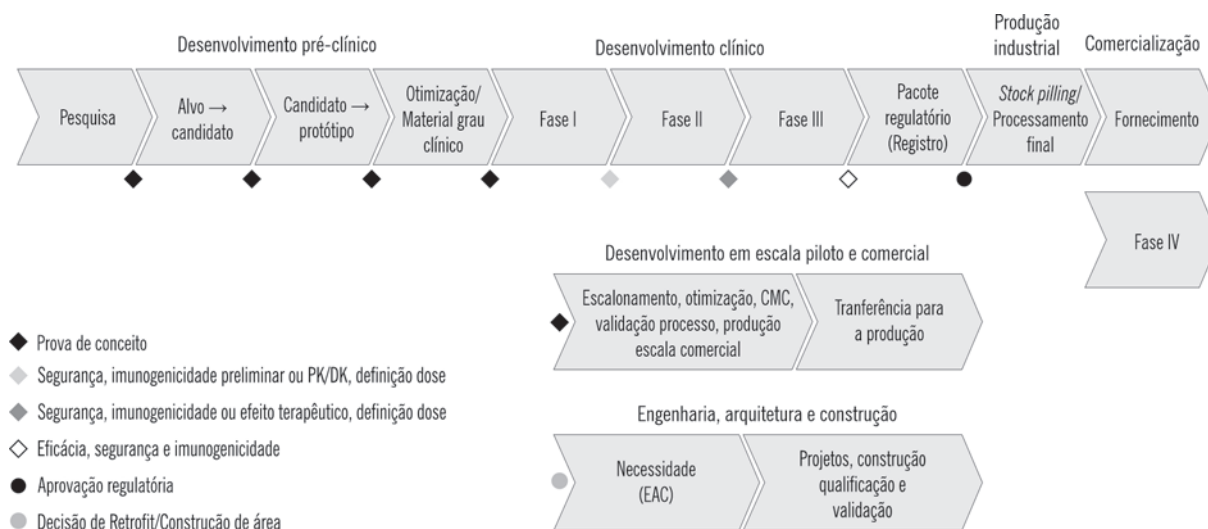 Desenvolvimento pré-clínico
Desenvolvimento clínico
Produção
industrial
Comercialização
Pesquisa
Alvo →
candidato
Candidato →
protótipo
Otimização/
Material grau
clínico
Fase I
Fase II
Fase III
Pacote
regulatório
(Registro)
Stock pilling/
Processamento
final
Fornecimento
Fase IV
Desenvolvimento em escala piloto e comercial
Escalonamento, otimização, CMC,
validação processo, produção
escala comercial
Tranferência para
a produção
Engenharia, arquitetura e construção
Necessidade
(EAC)
Projetos, construção
qualificação e
validação
Prova de conceito
Segurança, imunogenicidade preliminar ou PK/DK, definição dose
Segurança, imunogenicidade ou efeito terapêutico, definição dose
Eficácia, segurança e imunogenicidade
Aprovação regulatória
Decisão de Retrofit/Construção de área